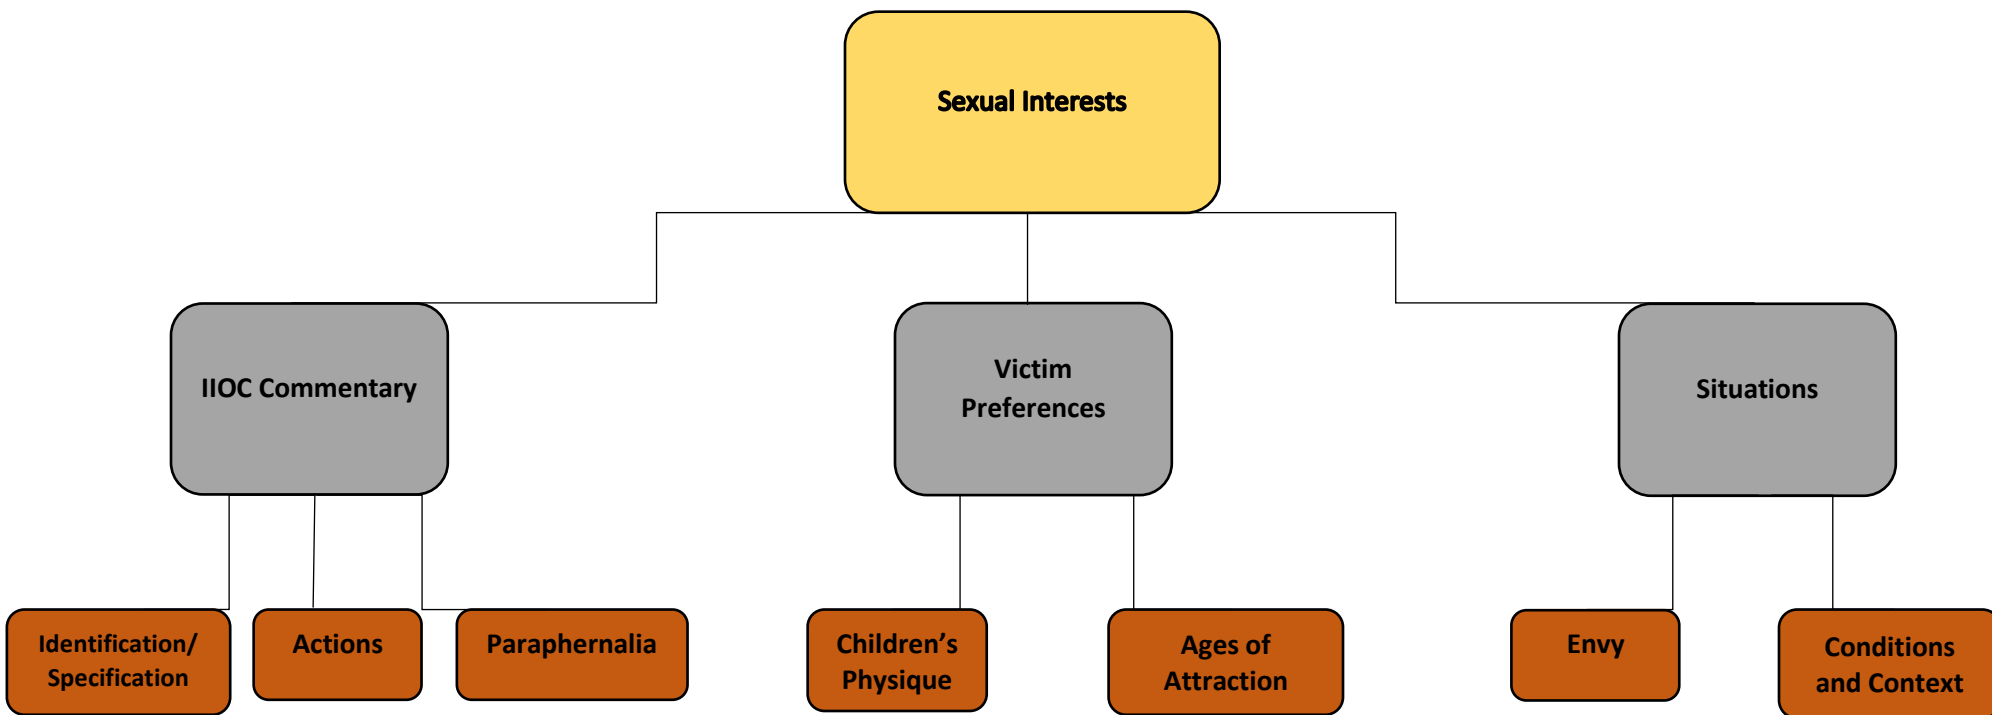 Sexual Interests
IIOC Commentary
Victim
Preferences
Situations
Identification/
Specification
Actions
Paraphernalia
Children’s
Physique
Ages of
Attraction
Envy
Conditions
and Context